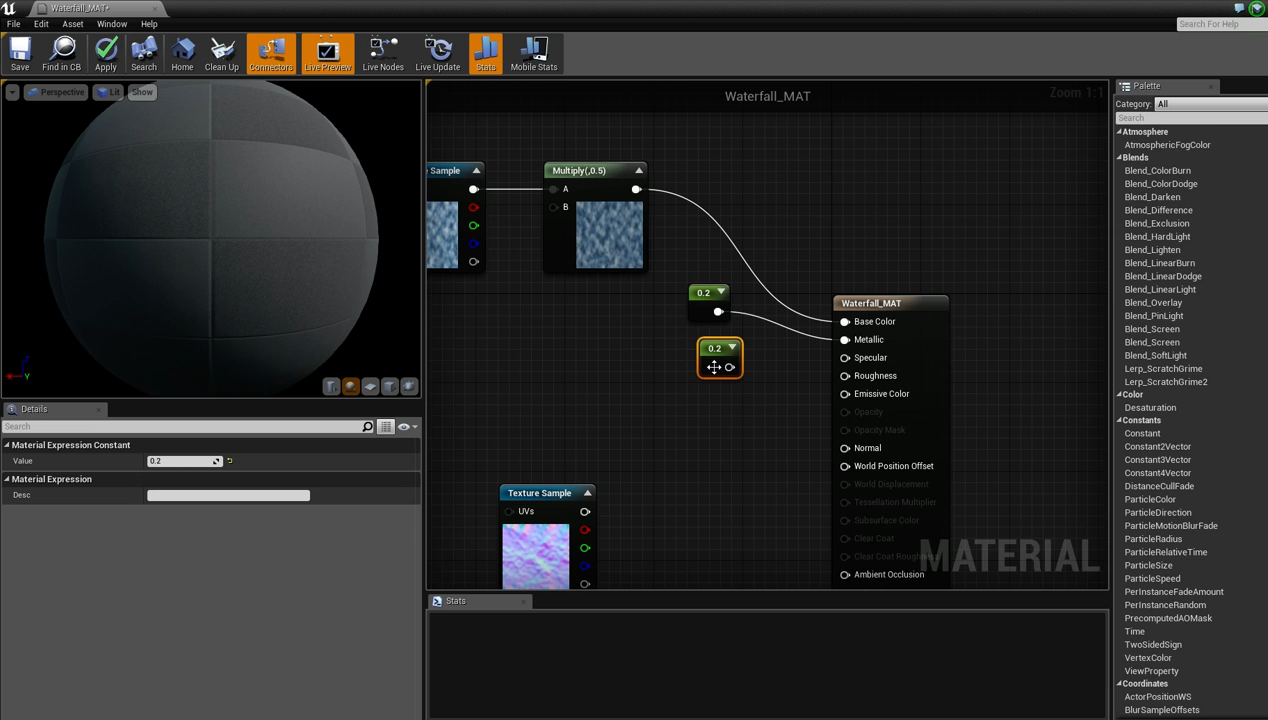 Waterfall_MAT*
File Edit Asset Window Help
Search For Help
Save Find in CB Apply Search Home Clean Up Connectors Live Preview Live Nodes Live Update Stats Mobile Stats
Perspective Lit Show
Y
Details
Search
Material Expression Constant
Value 0.2
Material Expression
Desc
Waterfall_MAT
Zoom 1:1
Sample
Multiply(,0.5)
A
B
0.2
0.2
Waterfall_MAT
Base Color
Metallic
Specular
Roughness
Emissive Color
Opacity
Opacity Mask
Normal
World Position Offset
World Displacement
Tessellation Multiplier
Subsurface Color
Clear Coat
Clear Coat Roughness
Ambient Occlusion
Texture Sample
UVs
MATERIAL
Stats
Palette
Category: All
Search
Atmosphere
AtmosphericFogColor
Blends
Blend_ColorBurn
Blend_ColorDodge
Blend_Darken
Blend_Difference
Blend_Exclusion
Blend_HardLight
Blend_Lighten
Blend_LinearBurn
Blend_LinearDodge
Blend_LinearLight
Blend_Overlay
Blend_PinLight
Blend_Screen
Blend_Screen
Blend_SoftLight
Lerp_ScratchGrime
Lerp_ScratchGrime2
Color
Desaturation
Constants
Constant
Constant2Vector
Constant3Vector
Constant4Vector
DistanceCullFade
ParticleColor
ParticleDirection
ParticleMotionBlurFade
ParticleRadius
ParticleRelativeTime
ParticleSize
ParticleSpeed
PerInstanceFadeAmount
PerInstanceRandom
PrecomputedAOMask
Time
TwoSidedSign
VertexColor
ViewProperty
Coordinates
ActorPositionWS
BlurSampleOffsets